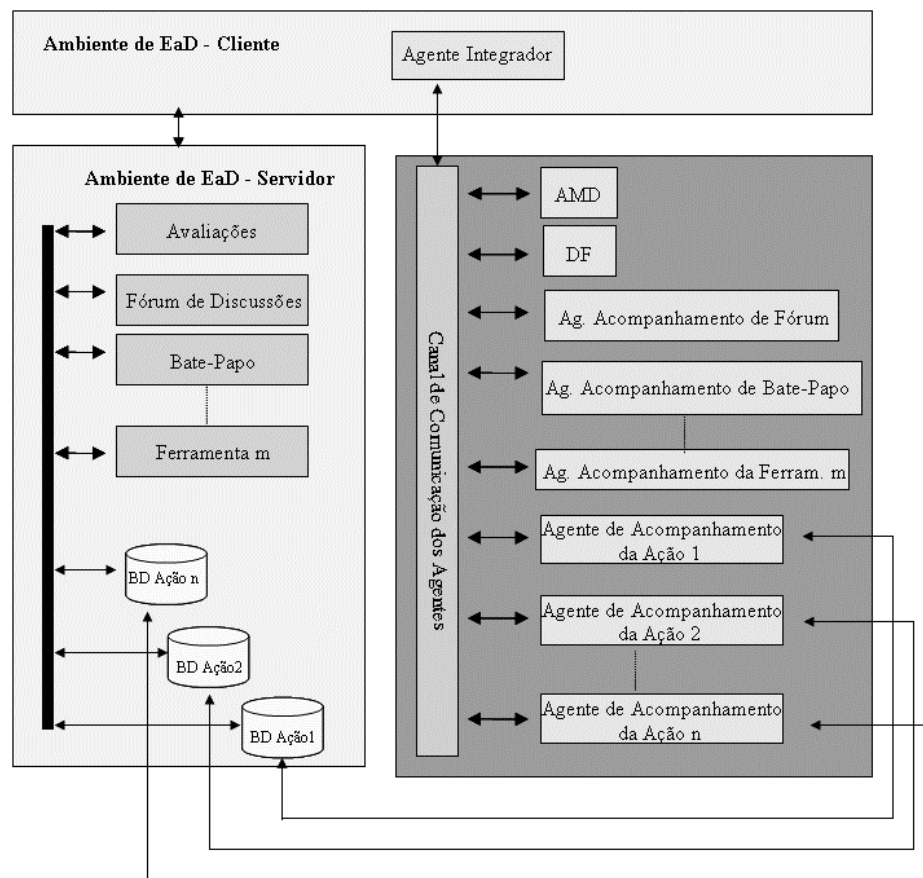 Ambiente de EaD - Cliente
Agente Integrador
Ambiente de EaD - Servidor
Avaliações
Fórum de Discussões
Bate-Papo
Ferramenta m
BD Ação n
BD Ação2
BD Ação1
Canal de Comunicação dos Agentes
AMD
DF
Ag. Acompanhamento de Fórum
Ag. Acompanhamento de Bate-Papo
Ag. Acompanhamento da Ferram. m
Agente de Acompanhamento
da Ação 1
Agente de Acompanhamento
da Ação 2
Agente de Acompanhamento
da Ação n